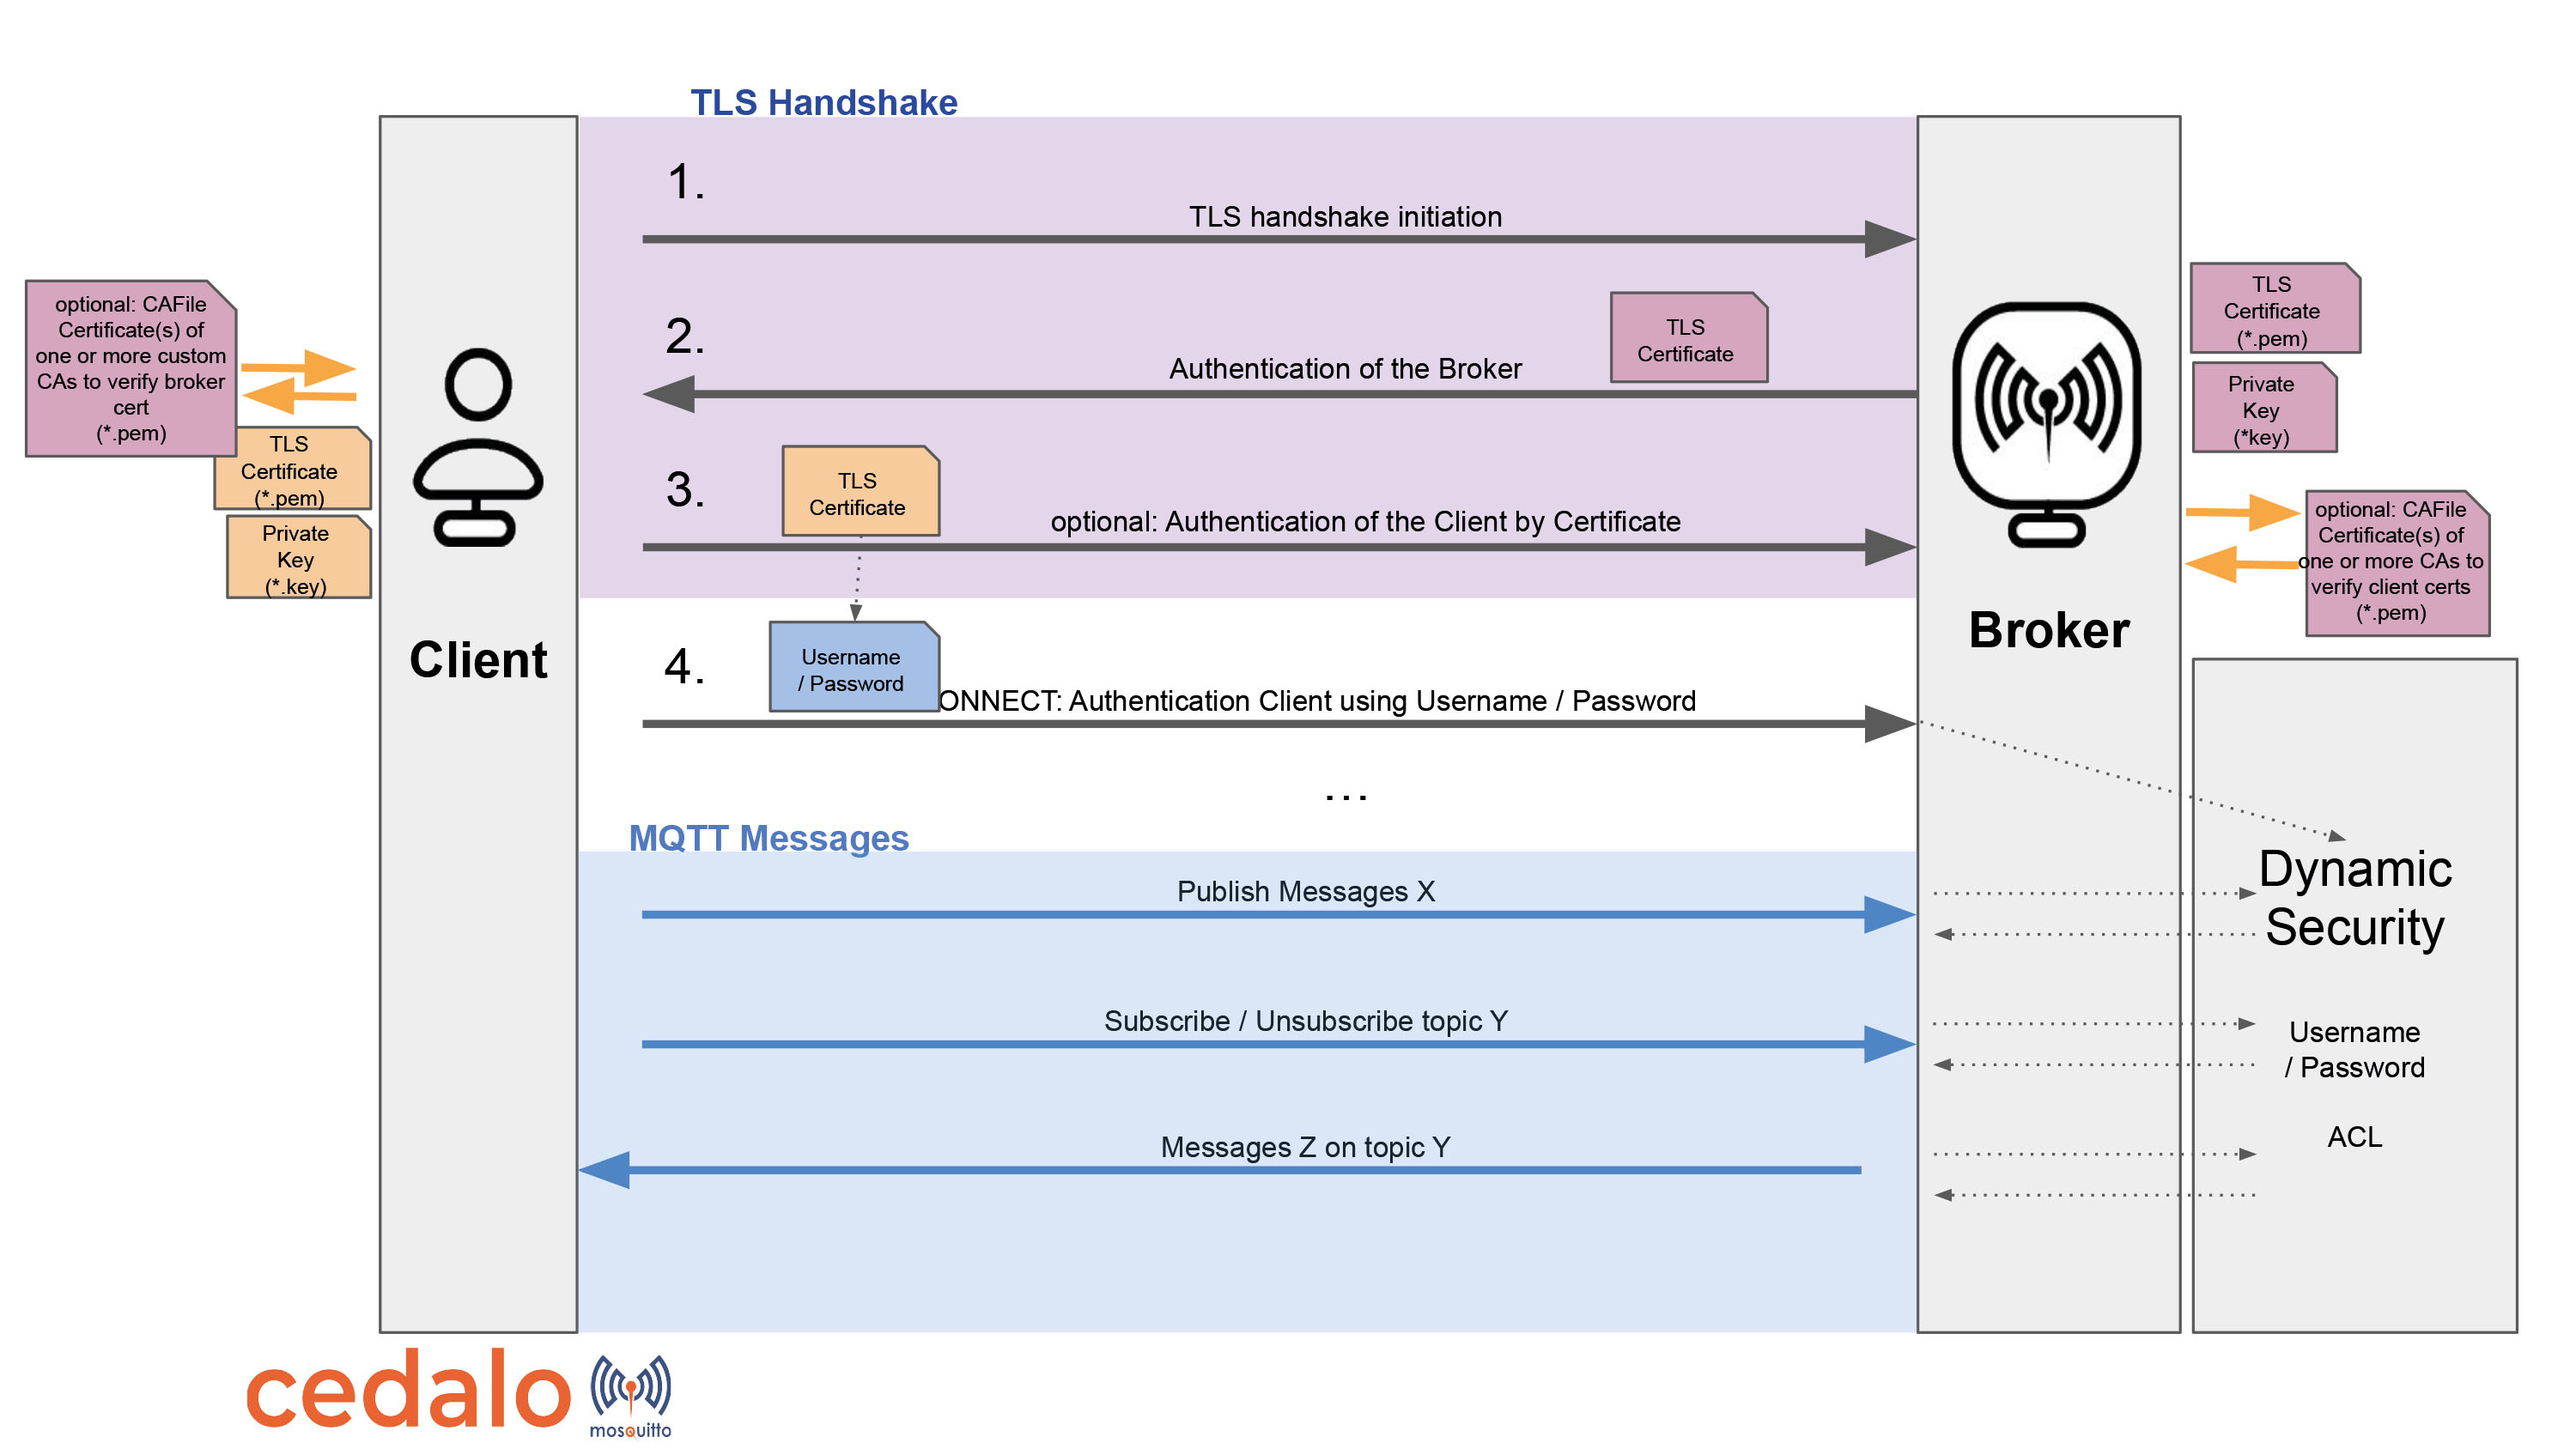 TLS Handshake
1.
TLS handshake initiation
optional: CAFile
Certificate(s) of
one or more custom
CAs to verify broker
cert
(*.pem)
TLS
Certificate
(*.pem)
Private
Key
(*.key)
Client
2.
TLS
Certificate
Authentication of the Broker
3.
TLS
Certificate
optional: Authentication of the Client by Certificate
4.
Username
/ Password
ONNECT: Authentication Client using Username / Password
...
Broker
TLS
Certificate
(*.pem)
Private
Key
(*key)
optional: CAFile
Certificate(s) of
one or more CAs to
verify client certs
(*.pem)
MQTT Messages
Publish Messages X
Subscribe / Unsubscribe topic Y
Messages Z on topic Y
Dynamic
Security
Username
/ Password
ACL
cedalo
mosquitto